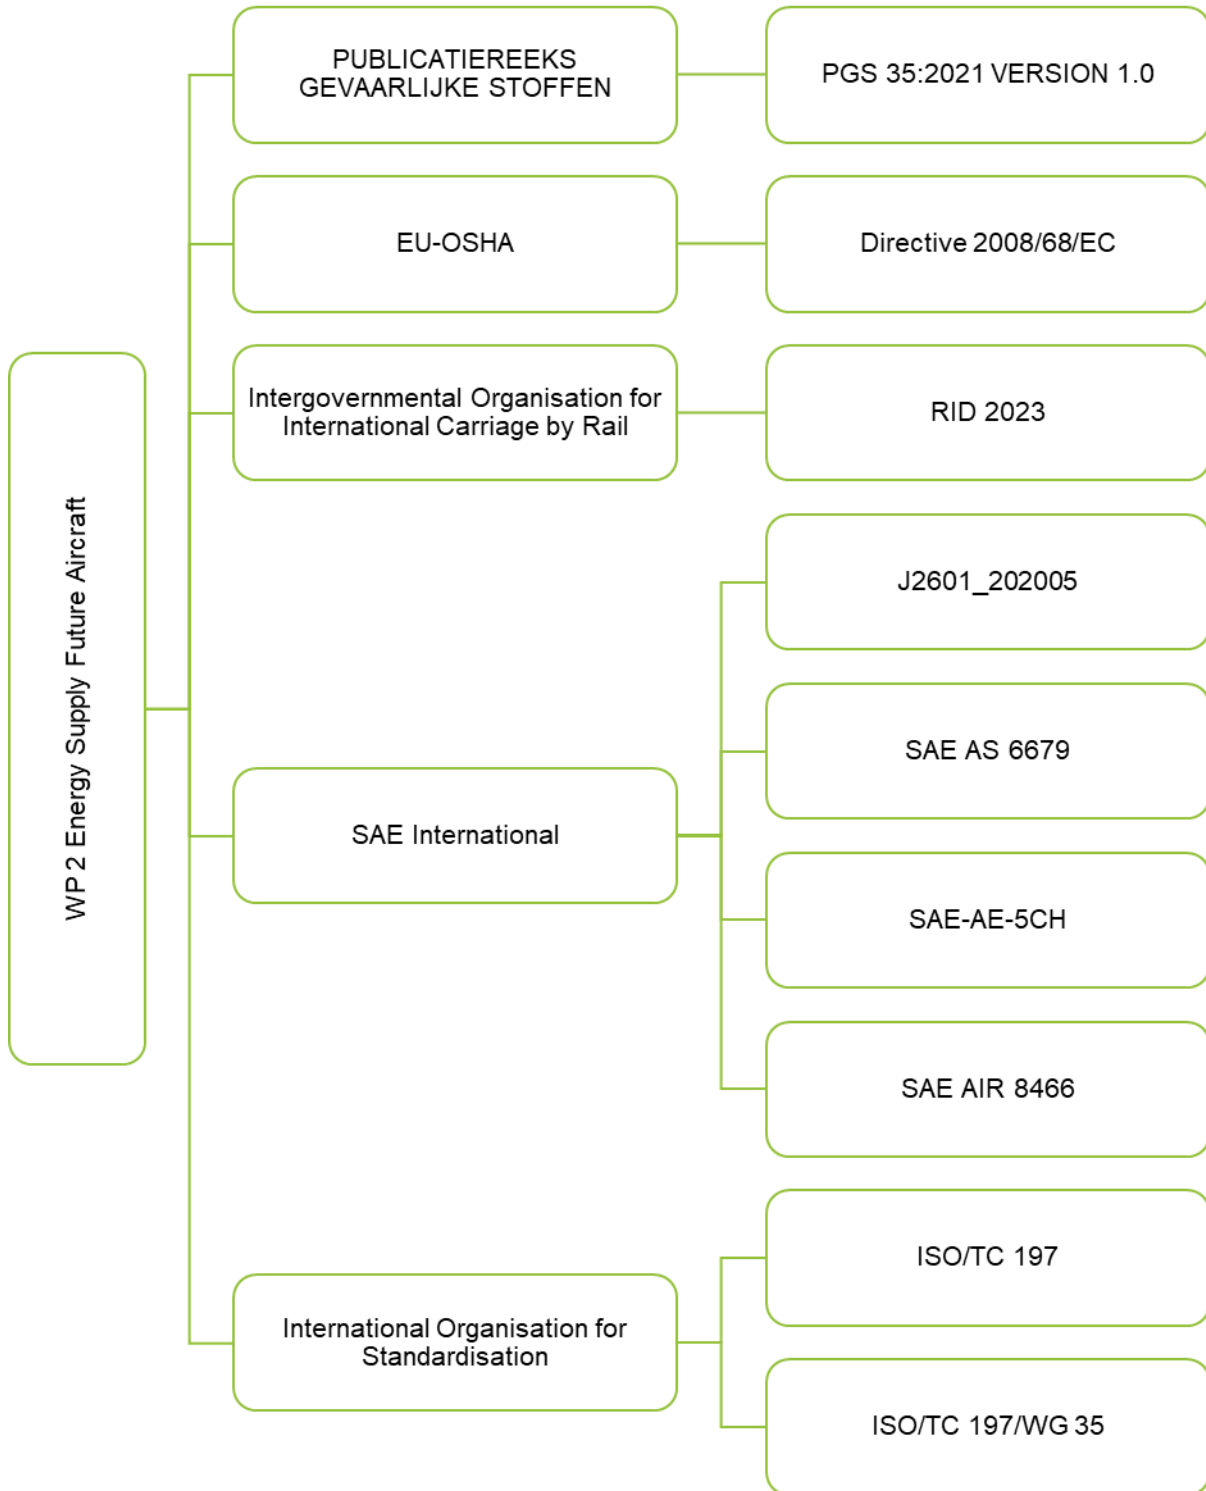 WP 2 Energy Supply Future Aircraft
PUBLICATIEREEKS
GEVAARLIJKE STOFFEN
PGS 35:2021 VERSION 1.0
EU-OSHA
Directive 2008/68/EC
Intergovernmental Organisation for
International Carriage by Rail
RID 2023
SAE International
J2601_202005
SAE AS 6679
SAE-AE-5CH
SAE AIR 8466
International Organisation for
Standardisation
ISO/TC 197
ISO/TC 197/WG 35